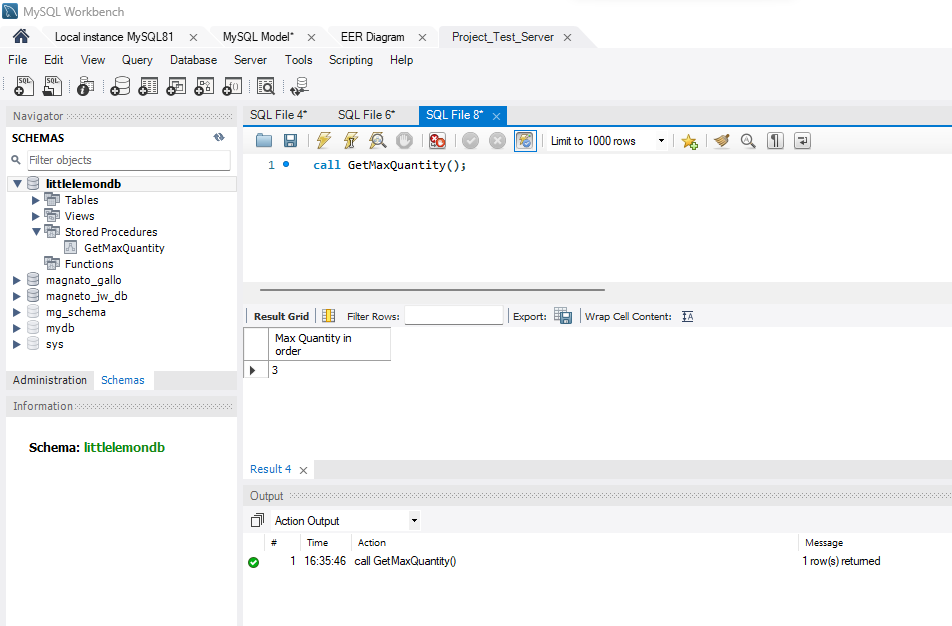 MySQL Workbench
Local instance MySQL81 MySQL Model* EER Diagram Project_Test_Server
File Edit View Query Database Server Tools Scripting Help
Navigator
SCHEMAS
Filter objects
littlelemondb
Tables
Views
Stored Procedures
GetMaxQuantity
Functions
magnato_gallo
magneto_jw_db
mg_schema
mydb
sys
Administration Schemas
Information
Schema: littlelemondb
SQL File 4* SQL File 6* SQL File 8*
Limit to 1000 rows
1 call GetMaxQuantity();
Result Grid Filter Rows: Export: Wrap Cell Content:
Max Quantity in
order
3
Result 4
Output
Action Output
# Time Action Message
1 16:35:46 call GetMaxQuantity() 1 row(s) returned